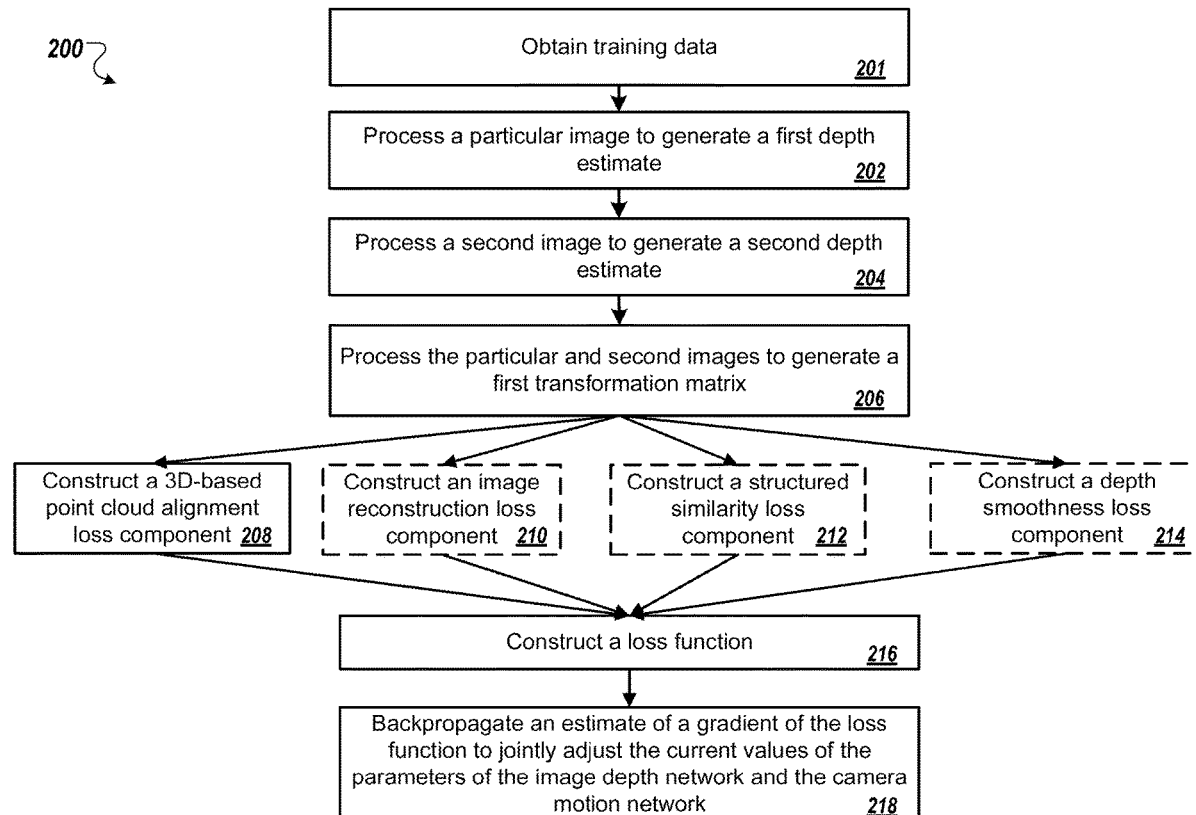 200
Obtain training data
201
Process a particular image to generate a first depth
estimate
202
Process a second image to generate a second depth
estimate
204
Process the particular and second images to generate a
first transformation matrix
206
Construct a 3D-based
point cloud alignment
loss component 208
Construct an image
reconstruction loss
component 210
Construct a structured
similarity loss
component 212
Construct a depth
smoothness loss
component 214
Construct a loss function
216
Backpropagate an estimate of a gradient of the loss
function to jointly adjust the current values of the
parameters of the image depth network and the camera
motion network
218